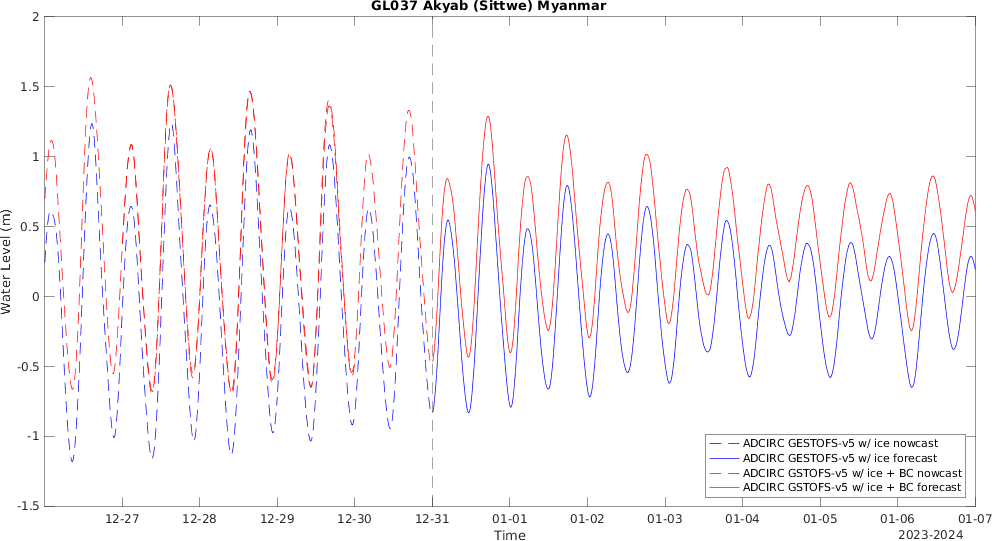 GL037 Akyab (Sittwe) Myanmar
Water Level (m)
2
1.5
1
0.5
0
-0.5
-1
-1.5
12-27 12-28 12-29 12-30 12-31 01-01 01-02 01-03 01-04 01-05 01-06 01-07
Time
2023-2024
ADCIRC GESTOFS-v5 w/ ice nowcast
ADCIRC GESTOFS-v5 w/ ice forecast
ADCIRC GSTOFS-v5 w/ ice + BC nowcast
ADCIRC GSTOFS-v5 w/ ice + BC forecast